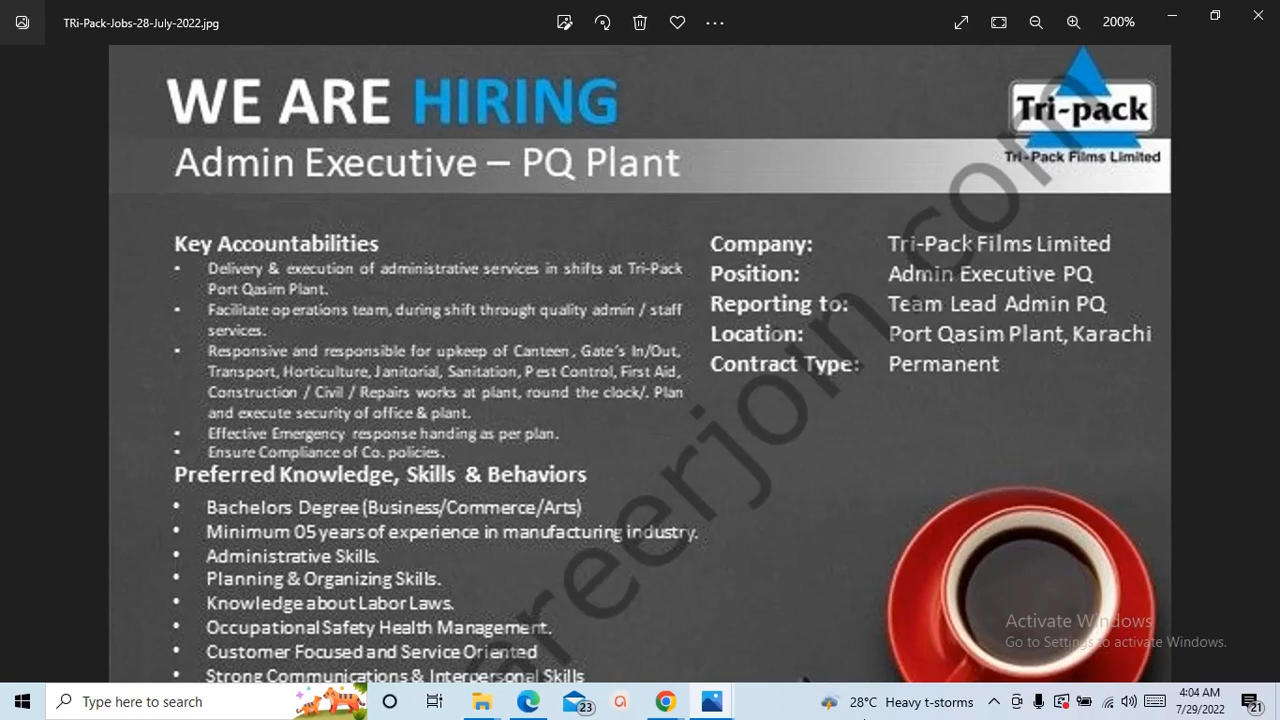 TRi-Pack-Jobs-28-July-2022.jpg
200%
WE ARE HIRING
Tri-pack
Tri-Pack Films Limited
Admin Executive – PQ Plant
Key Accountabilities
• Delivery & execution of administrative services in shifts at Tri-Pack
Port Qasim Plant.
• Facilitate operations team, during shift through quality admin / staff
services.
• Responsive and responsible for upkeep of Canteen, Gate's In/Out,
Transport, Horticulture, Janitorial, Sanitation, Pest Control, First Aid,
Construction / Civil / Repairs works at plant, round the clock/. Plan
and execute security of office & plant.
• Effective Emergency response handing as per plan.
• Ensure Compliance of Co. policies.
Preferred Knowledge, Skills & Behaviors
• Bachelors Degree (Business/Commerce/Arts)
• Minimum 05 years of experience in manufacturing industry.
• Administrative Skills.
• Planning & Organizing Skills.
• Knowledge about Labor Laws.
• Occupational Safety Health Management.
• Customer Focused and Service Oriented
• Strong Communications & Interpersonal Skills
Company: Tri-Pack Films Limited
Position: Admin Executive PQ
Reporting to: Team Lead Admin PQ
Location: Port Qasim Plant, Karachi
Contract Type: Permanent
areerjoin.com
Activate Windows
Go to Settings to activate Windows.
Type here to search
23
28°C Heavy t-storms
4:04 AM
7/29/2022
21